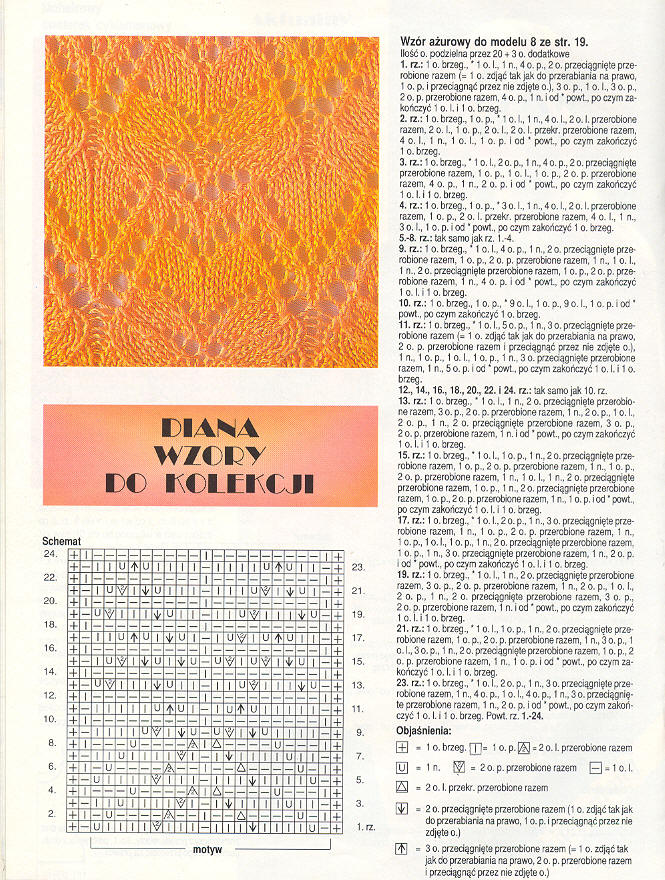 Wzór ażurowy do modelu 8 ze str. 19.
Ilość o. podzielna przez 20 + 3 o. dodatkowe
1. rz.: 1 o. brzeg., * 1 o. l., 1 n., 4 o. p., 2 o. przeciągnięte prze-
robione razem (= 1 o. zdjąć tak jak do przerabiania na prawo,
1 o. p. i przeciągnąć przez nie zdjęte o.), 3 o. p., 1 o. l., 3 o. p.,
2 o. p. przerobione razem, 4 o. p., 1 n. i od * powt., po czym za-
kończyć 1 o. l. i 1 o. brzeg.
2. rz.: 1 o. brzeg., 1 o. p., * 1 o. l., 1 n., 4 o. l., 2 o. l. przerobione
razem, 2 o. l., 1 o. p., 2 o. l., 2 o. l. przekr. przerobione razem,
4 o. l., 1 n., 1 o. l., 1 o. p. i od * powt., po czym zakończyć
1 o. brzeg.
3. rz.: 1 o. brzeg., * 1 o. l., 2 o. p., 1 n., 4 o. p., 2 o. przeciągnięte
przerobione razem, 1 o. p., 1 o. l., 1 o. p., 2 o. p. przerobione
razem, 4 o. p., 1 n., 2 o. p. i od * powt., po czym zakończyć
1 o. l. i 1 o. brzeg.
4. rz.: 1 o. brzeg., 1 o. p., * 3 o. l., 1 n., 4 o. l., 2 o. l. przerobione
razem, 1 o. p., 2 o. l. przekr. przerobione razem, 4 o. l., 1 n.,
3 o. l., 1 o. p. i od * powt., po czym zakończyć 1 o. brzeg.
5.-8. rz.: tak samo jak rz. 1.-4.
9. rz.: 1 o. brzeg., * 1 o. l., 4 o. p., 1 n., 2 o. przeciągnięte prze-
robione razem, 1 o. p., 2 o. p. przerobione razem, 1 n., 1 o. l.,
1 n., 2 o. przeciągnięte przerobione razem, 1 o. p., 2 o. p. prze-
robione razem, 1 n., 4 o. p. i od * powt., po czym zakończyć
1 o. l. i 1 o. brzeg.
10. rz.: 1 o. brzeg., 1 o. p., * 9 o. l., 1 o. p., 9 o. l., 1 o. p. i od *
powt., po czym zakończyć 1 o. brzeg.
11. rz.: 1 o. brzeg., * 1 o. l., 5 o. p., 1 n., 3 o. przeciągnięte prze-
robione razem (= 1 o. zdjąć tak jak do przerabiania na prawo,
2 o. p. przerobione razem i przeciągnąć przez nie zdjęte o.),
1 n., 1 o. p., 1 o. l., 1 o. p., 1 n., 3 o. przeciągnięte przerobione
razem, 1 n., 5 o. p. i od * powt., po czym zakończyć 1 o. l. i 1 o.
brzeg.
12., 14., 16., 18., 20., 22. i 24. rz.: tak samo jak 10. rz.
13. rz.: 1 o. brzeg., * 1 o. l., 1 n., 2 o. przeciągnięte przerobio-
ne razem, 3 o. p., 2 o. p. przerobione razem, 1 n., 2 o. p., 1 o. l.,
2 o. p., 1 n., 2 o. przeciągnięte przerobione razem, 3 o. p.,
2 o. p. przerobione razem, 1 n. i od * powt., po czym zakończyć
1 o. l. i 1 o. brzeg.
15. rz.: 1 o. brzeg., * 1 o. l., 1 o. p., 1 n., 2 o. przeciągnięte prze-
robione razem, 1 o. p., 2 o. p. przerobione razem, 1 n., 1 o. p.,
2 o. p. przerobione razem, 1 n., 1 o. l., 1 n., 2 o. przeciągnięte
przerobione razem, 1 o. p., 1 n., 2 o. przeciągnięte przerobione
razem, 1 o. p., 2 o. p. przerobione razem, 1 n., 1 o. p. i od * powt.,
po czym zakończyć 1 o. l. i 1 o. brzeg.
17. rz.: 1 o. brzeg., * 1 o. l., 2 o. p., 1 n., 3 o. przeciągnięte prze-
robione razem, 1 n., 1 o. p., 2 o. p. przerobione razem, 1 n.,
1 o. p., 1 o. l., 1 o. p., 1 n., 2 o. przeciągnięte przerobione razem,
1 o. p., 1 n., 3 o. przeciągnięte przerobione razem, 1 n., 2 o. p.
i od * powt., po czym zakończyć 1 o. l. i 1 o. brzeg.
19. rz.: 1 o. brzeg., * 1 o. l., 1 n., 2 o. przeciągnięte przerobione
razem, 3 o. p., 2 o. p. przerobione razem, 1 n., 2 o. p., 1 o. l.,
2 o. p., 1 n., 2 o. przeciągnięte przerobione razem, 3 o. p.,
2 o. p. przerobione razem, 1 n. i od * powt., po czym zakończyć
1 o. l. i 1 o. brzeg.
21. rz.: 1 o. brzeg., * 1 o. l., 1 o. p., 1 n., 2 o. przeciągnięte prze-
robione razem, 1 o. p., 2 o. p. przerobione razem, 1 n., 3 o. p., 1
o. l., 3 o. p., 1 n., 2 o. przeciągnięte przerobione razem, 1 o. p., 2
o. p. przerobione razem, 1 n., 1 o. p. i od * powt., po czym za-
kończyć 1 o. l. i 1 o. brzeg.
23. rz.: 1 o. brzeg., * 1 o. l., 2 o. p., 1 n., 3 o. przeciągnięte prze-
robione razem, 1 n., 4 o. p., 1 o. l., 4 o. p., 1 n., 3 o. przeciągnię-
te przerobione razem, 1 n., 2 o. p. i od * powt., po czym zakoń-
czyć 1 o. l. i 1 o. brzeg. Powt. rz. 1.-24.
DIANA
WZORY
DO KOLEKCJI
Schemat
24.
23.
22.
21.
20.
19.
18.
17.
16.
15.
14.
13.
12.
11.
10.
9.
8.
7.
6.
5.
4.
3.
2.
1. rz.
motyw
Objaśnienia:
= 1 o. brzeg. = 1 o. p. = 2 o. l. przerobione razem
= 1 n. = 2 o. p. przerobione razem = 1 o. l.
= 2 o. l. przekr. przerobione razem
= 2 o. przeciągnięte przerobione razem (1 o. zdjąć tak jak
do przerabiania na prawo, 1 o. p. i przeciągnąć przez nie
zdjęte o.)
= 3 o. przeciągnięte przerobione razem (= 1 o. zdjąć tak
jak do przerabiania na prawo, 2 o. p. przerobione razem
i przeciągnąć przez nie zdjęte o.)